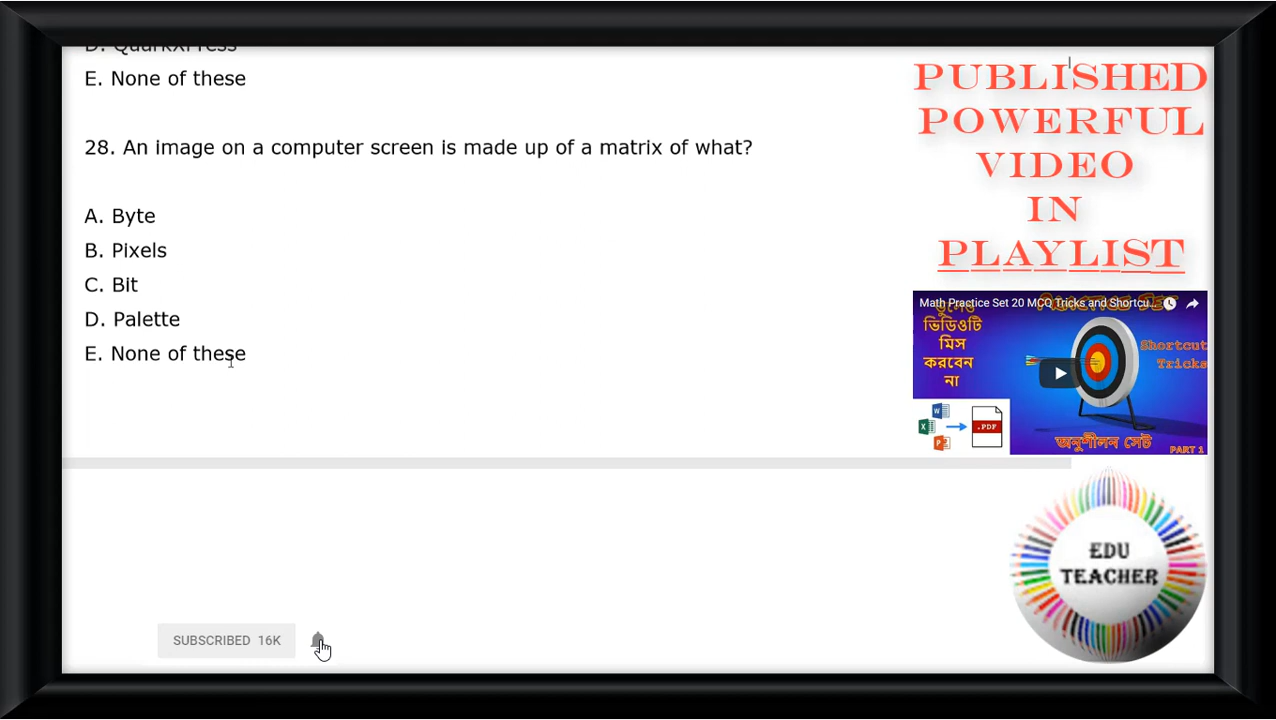 D. QuarkXPress
E. None of these
28. An image on a computer screen is made up of a matrix of what?
A. Byte
B. Pixels
C. Bit
D. Palette
E. None of these
PUBLISHED
POWERFUL
VIDEO
IN
PLAYLIST
Math Practice Set 20 MCQ Tricks and Shortcu...
ভিডিওটি
মিস
করবেন
না
Shortcut
Tricks
W
X
P
.PDF
অনুশীলন সেট
PART 1
EDU
TEACHER
SUBSCRIBED 16K